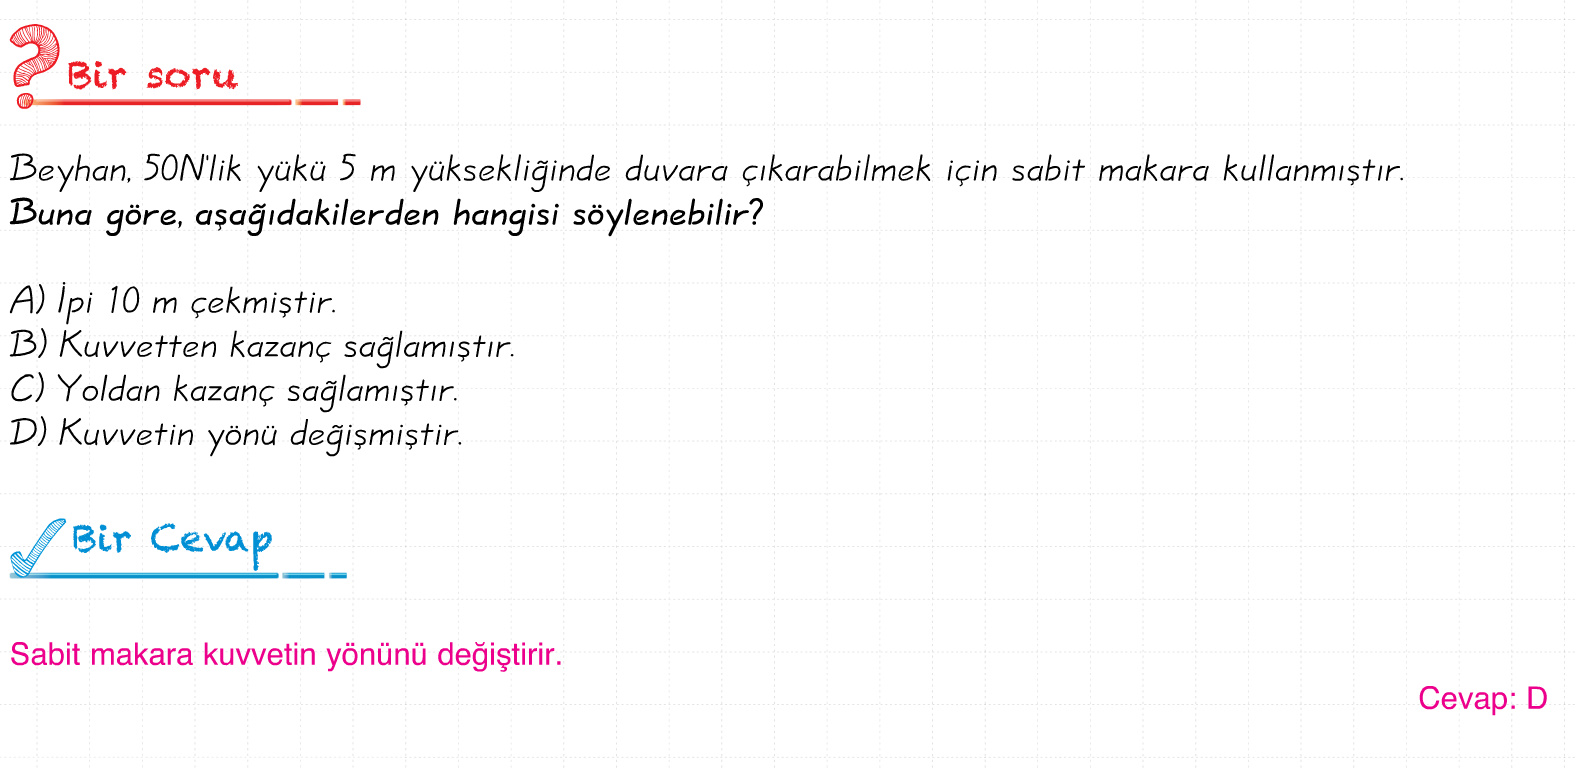 Bir soru
Beyhan, 50N'lik yükü 5 m yüksekliğinde duvara çıkarabilmek için sabit makara kullanmıştır.
Buna göre, aşağıdakilerden hangisi söylenebilir?
A) İpi 10 m çekmiştir.
B) Kuvvetten kazanç sağlamıştır.
C) Yoldan kazanç sağlamıştır.
D) Kuvvetin yönü değişmiştir.
Bir Cevap
Sabit makara kuvvetin yönünü değiştirir.
Cevap: D